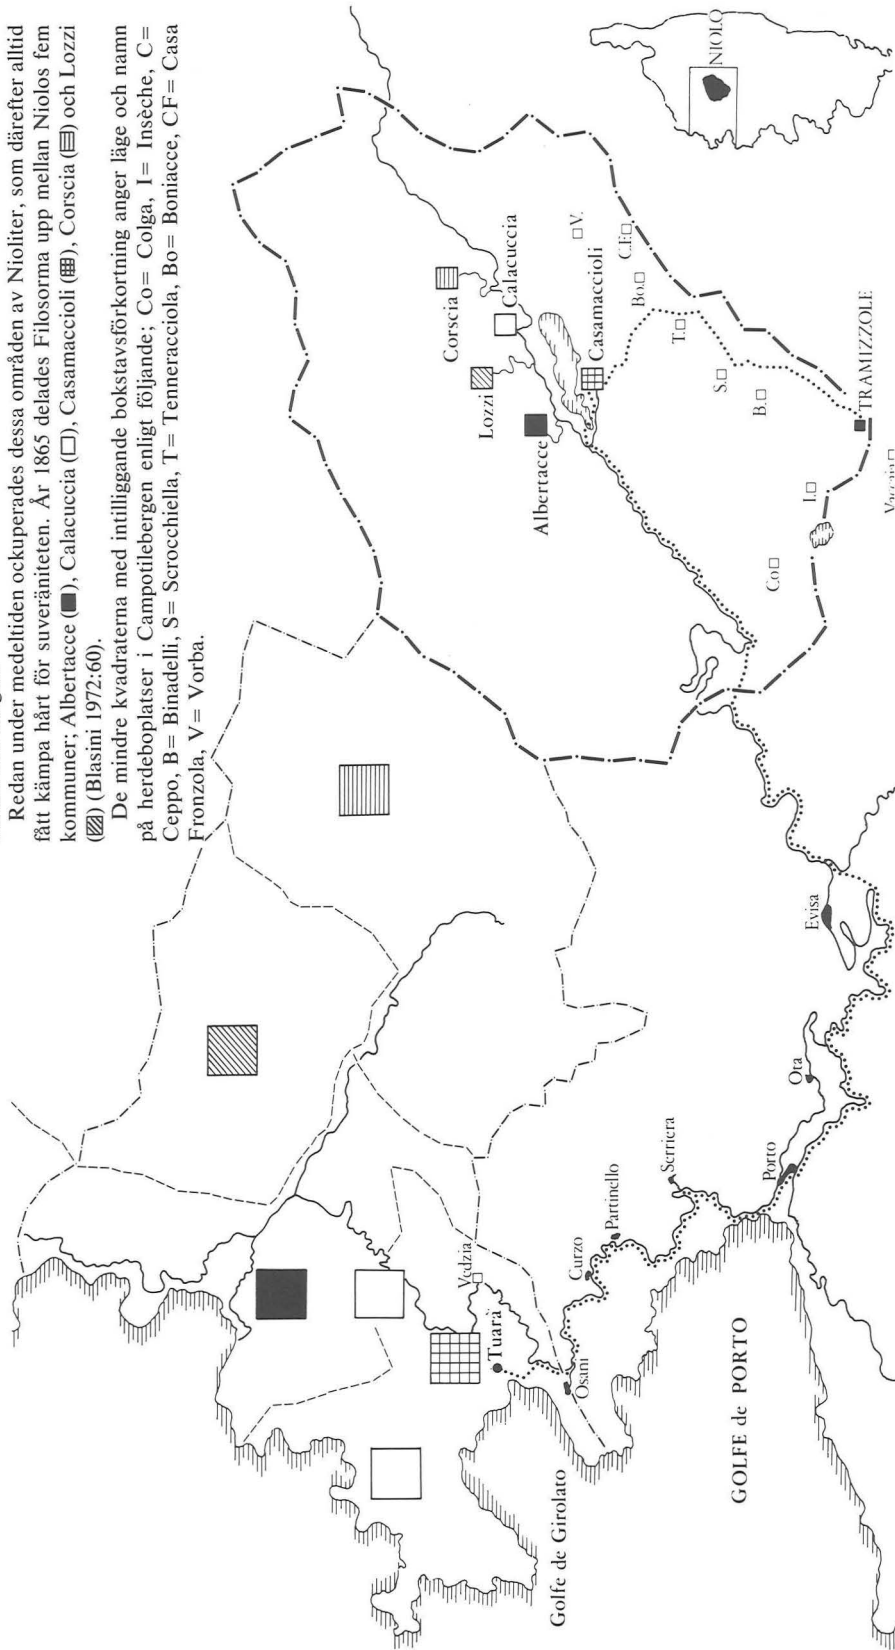 Redan under medeltiden ockuperades dessa områden av Nioliter, som därefter alltid
fått kämpa hårt för suveräniteten. År 1865 delades Filosorma upp mellan Niolos fem
kommuner; Albertacce (■), Calacuccia (□), Casamaccioli (▦), Corscia (▤) och Lozzi
(▨) (Blasini 1972:60).
De mindre kvadraterna med intilliggande bokstavsförkortning anger läge och namn
på herdeboplatser i Campotilebergen enligt följande; Co= Colga, I= Insèche, C=
Ceppo, B= Binadelli, S= Scrocchiella, T= Tenneracciola, Bo= Boniacce, CF= Casa
Fronzola, V= Vorba.
NIOLO
Corscia
Calacuccia
Lozzi
Casamaccioli
Albertacce
V.
C.F.
Bo.
T.
S.
B.
TRAMIZZOLE
I.
Co
Vaccia
Evisa
Ota
Porto
Serriera
Partinello
Curzo
Vedzia
Tuara
Osani
Golfe de Girolato
GOLFE de PORTO